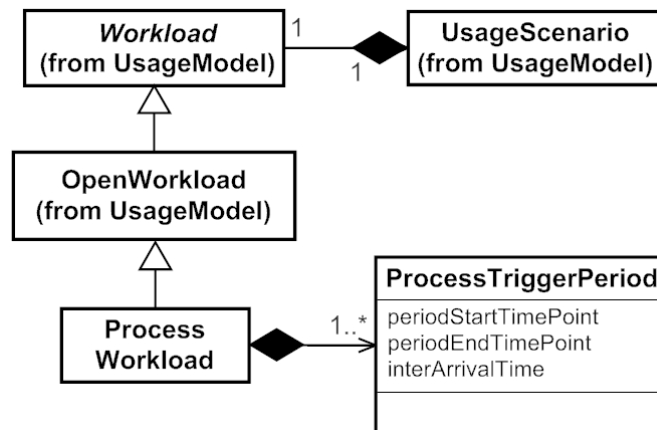 Workload
(from UsageModel)
1
1
UsageScenario
(from UsageModel)
OpenWorkload
(from UsageModel)
Process
Workload
1..*
ProcessTriggerPeriod
periodStartTimePoint
periodEndTimePoint
interArrivalTime